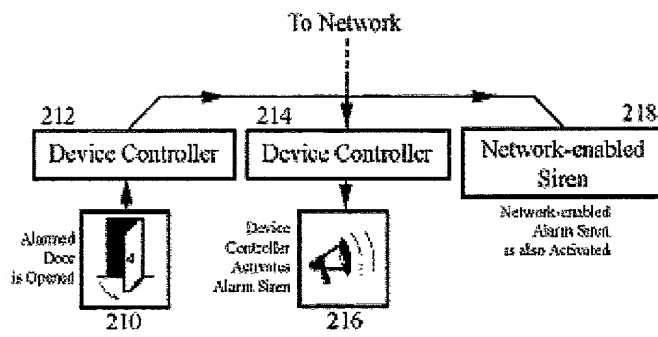 To Network
212
214
218
Device Controller
Device Controller
Network-enabled
Siren
Alarmed
Door
is Opened
Device
Controller
Activates
Alarm Siren
Network-enabled
Alarm Siren
is also Activated
210
216